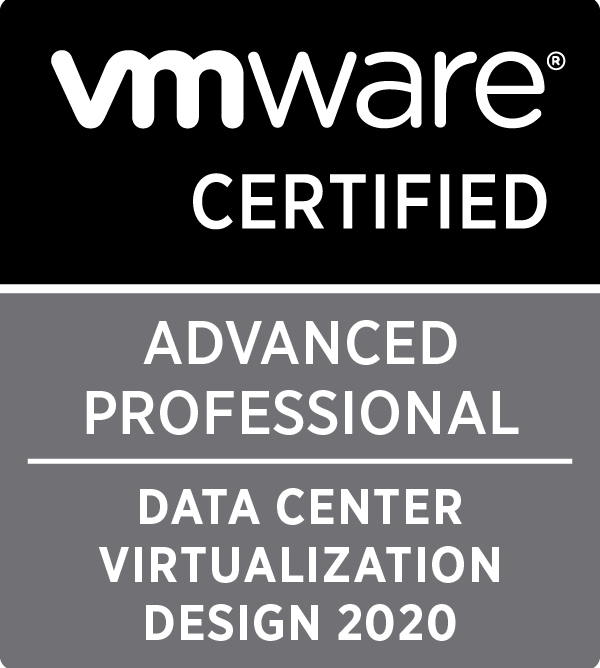 vmware®
CERTIFIED
ADVANCED
PROFESSIONAL
DATA CENTER
VIRTUALIZATION
DESIGN 2020